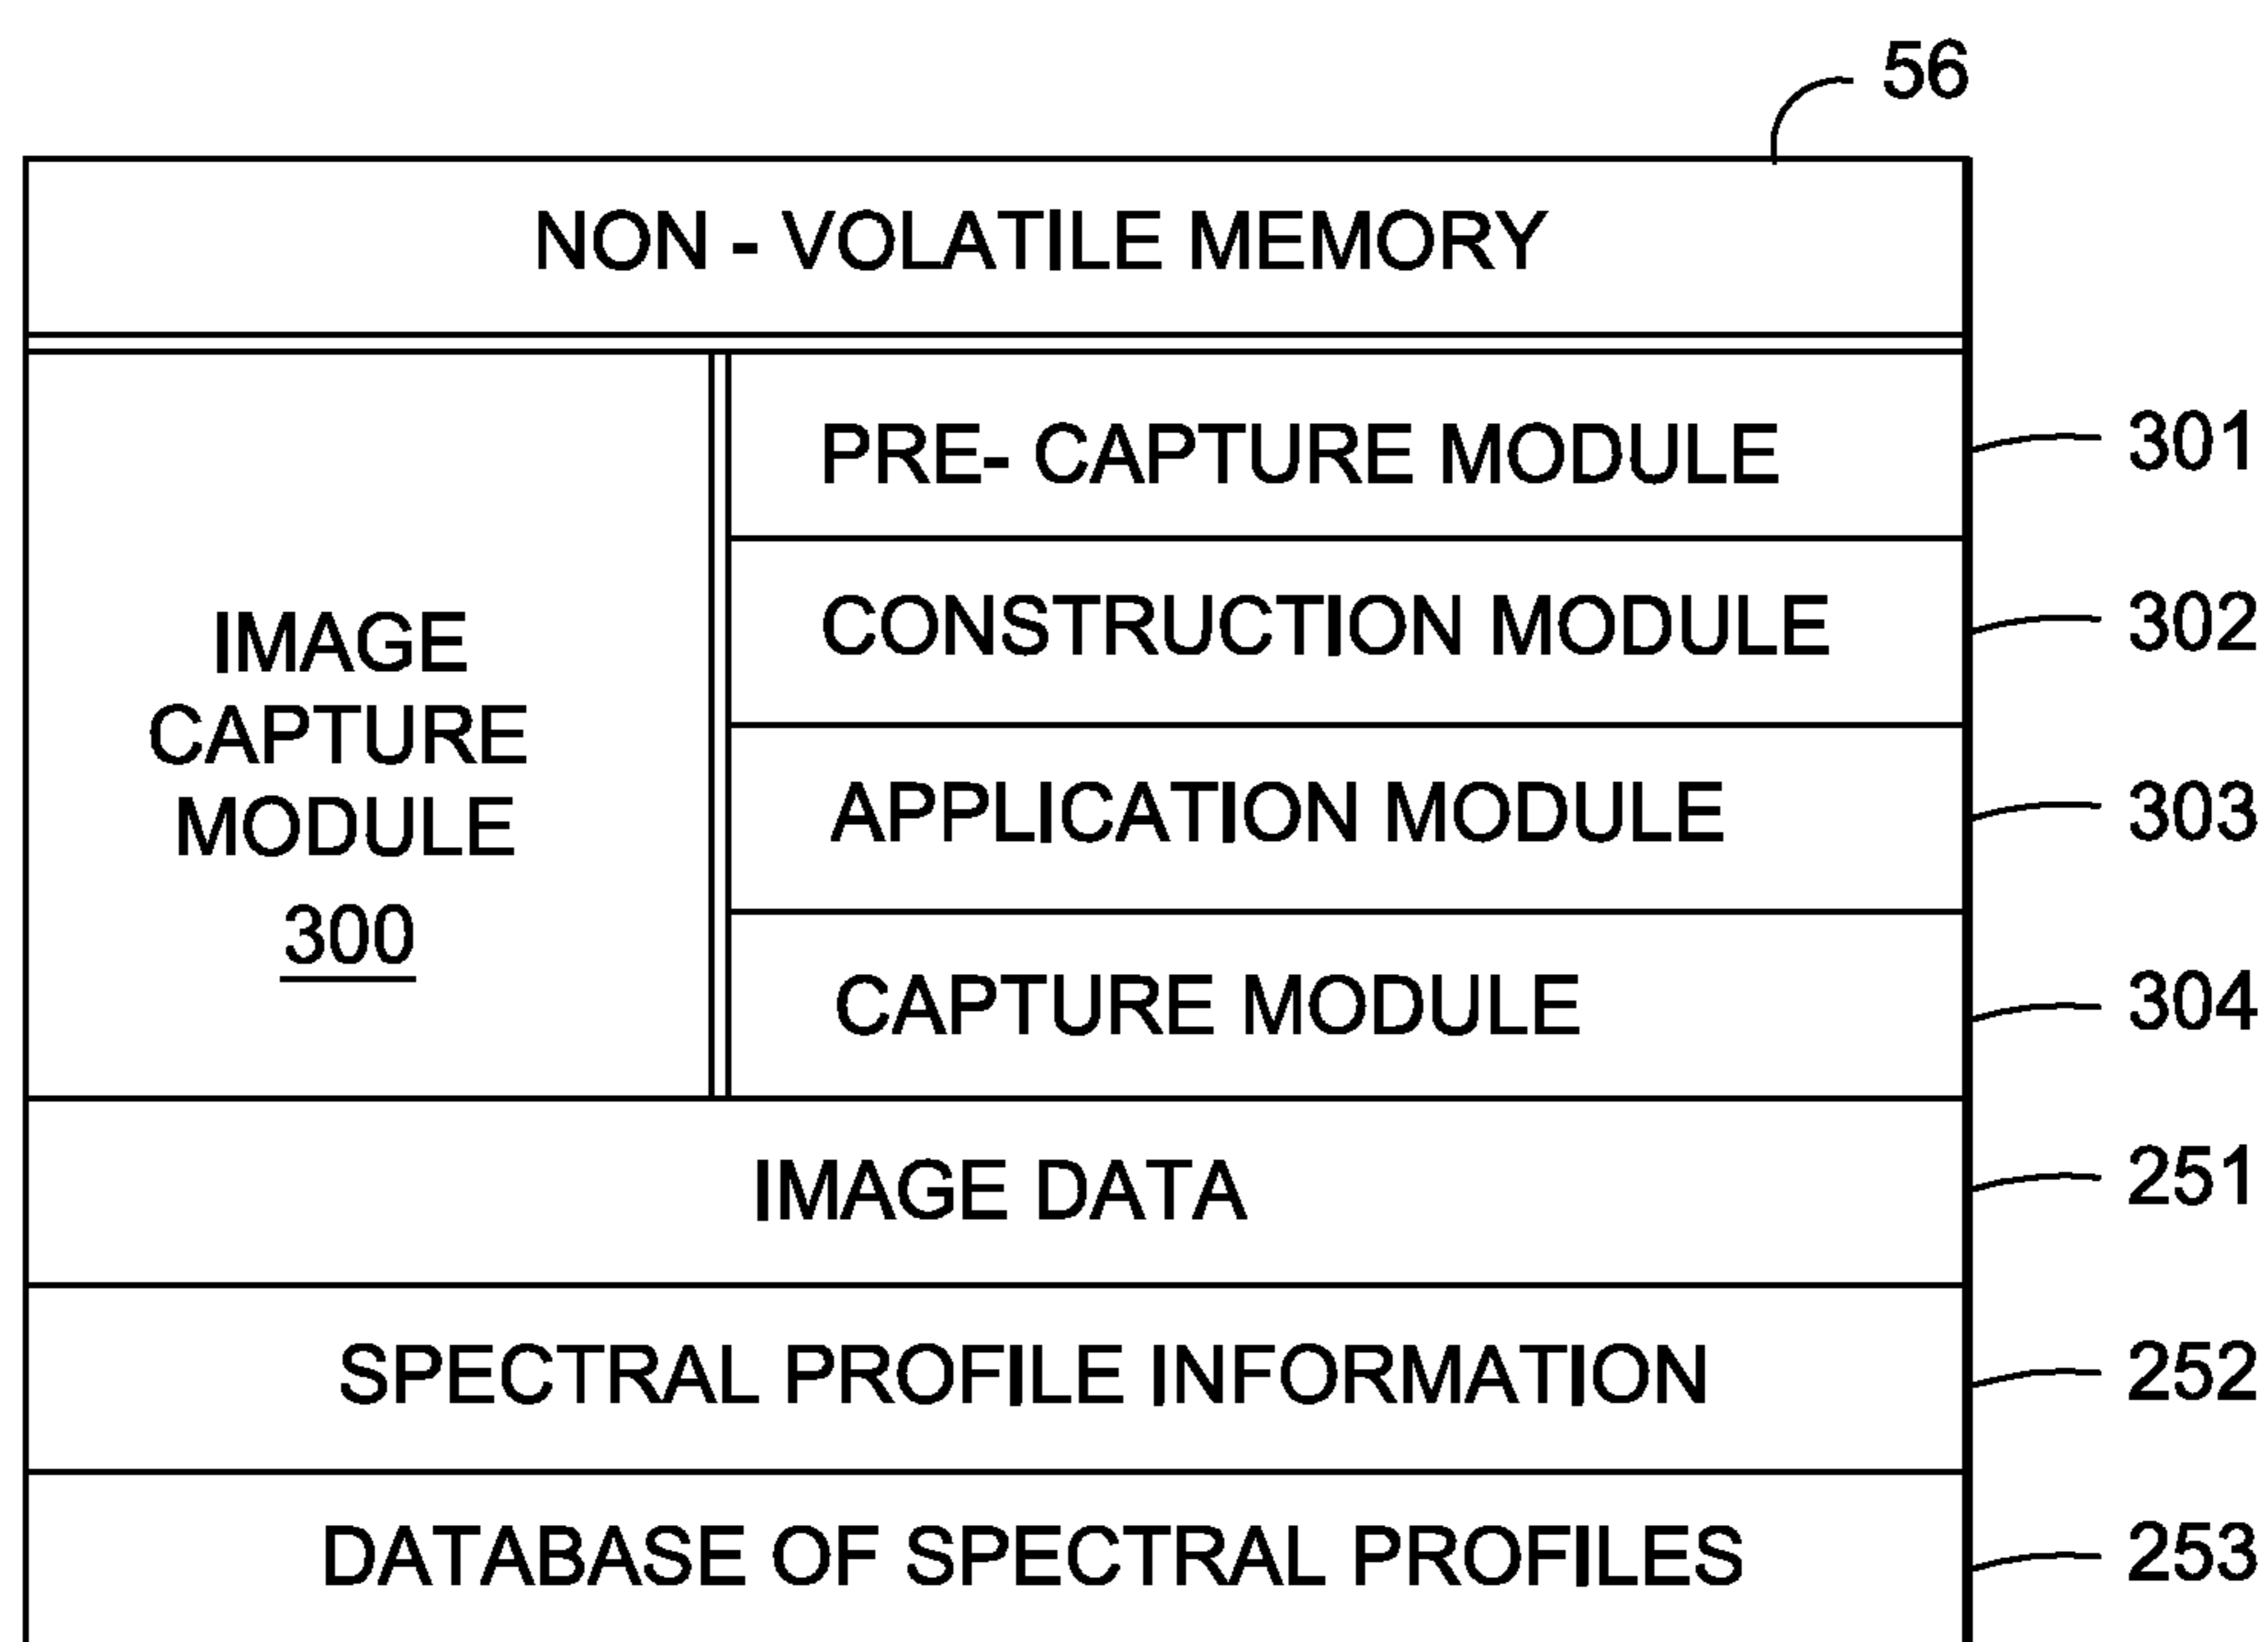 56
NON - VOLATILE MEMORY
IMAGE
CAPTURE
MODULE
300
PRE- CAPTURE MODULE
301
CONSTRUCTION MODULE
302
APPLICATION MODULE
303
CAPTURE MODULE
304
IMAGE DATA
251
SPECTRAL PROFILE INFORMATION
252
DATABASE OF SPECTRAL PROFILES
253